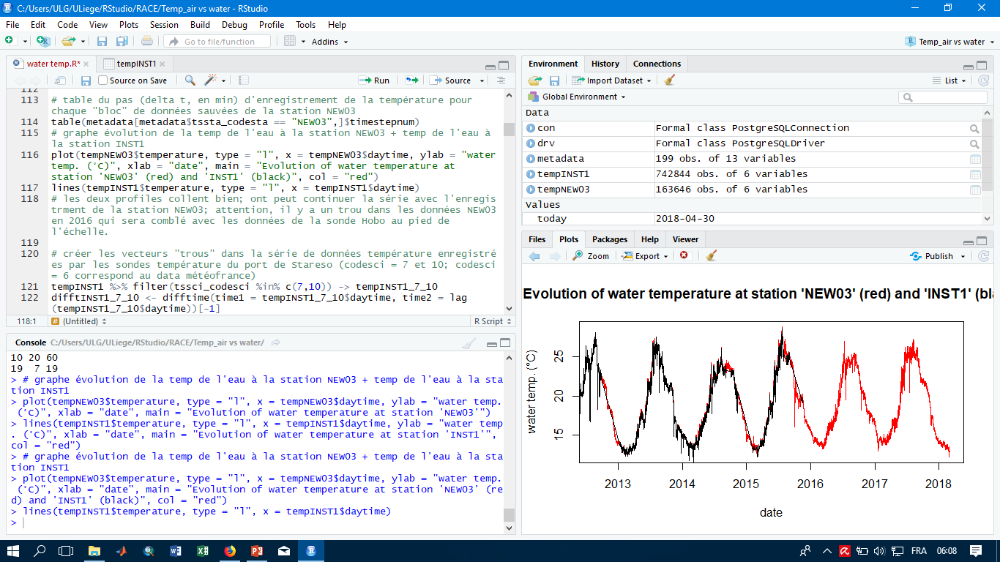 C:/Users/ULG/ULiege/RStudio/RACE/Temp_air vs water - RStudio
File Edit Code View Plots Session Build Debug Profile Tools Help
Go to file/function
Addins
Temp_air vs water
water temp.R*
tempINST1
Source on Save
Run
Source
112
113 # table du pas (delta t, en min) d'enregistrement de la température pour
chaque "bloc" de données sauvées de la station NEW03
114 table(metadata[metadata$tssta_codesta == "NEW03",]$timestepnum)
115 # graphe évolution de la temp de l'eau à la station NEW03 + temp de l'eau à
la station INST1
116 plot(tempNEW03$temperature, type = "l", x = tempNEW03$daytime, ylab = "water
temp. (°C)", xlab = "date", main = "Evolution of water temperature at
station 'NEW03' (red) and 'INST1' (black)", col = "red")
117 lines(tempINST1$temperature, type = "l", x = tempINST1$daytime)
118 # les deux profiles collent bien; ont peut continuer la série avec l'enregis
trment de la station NEW03; attention, il y a un trou dans les données NEW03
en 2016 qui sera comblé avec les données de la sonde Hobo au pied de
l'échelle.
119
120 # créer les vecteurs "trous" dans la série de données température enregistré
es par les sondes température du port de Stareso (codesci = 7 et 10; codesci
= 6 correspond au data météofrance)
121 tempINST1 %>% filter(tssci_codesci %in% c(7,10)) -> tempINST1_7_10
122 difftINST1_7_10 <- difftime(time1 = tempINST1_7_10$daytime, time2 = lag
(tempINST1_7_10$daytime))[-1]
118:1 # (Untitled) R Script
Console C:/Users/ULG/ULiege/RStudio/RACE/Temp_air vs water/
10 20 60
19 7 19
> # graphe évolution de la temp de l'eau à la station NEW03 + temp de l'eau à la sta
tion INST1
> plot(tempNEW03$temperature, type = "l", x = tempNEW03$daytime, ylab = "water temp.
(°C)", xlab = "date", main = "Evolution of water temperature at station 'NEW03'")
> lines(tempINST1$temperature, type = "l", x = tempINST1$daytime, ylab = "water temp
. (°C)", xlab = "date", main = "Evolution of water temperature at station 'INST1'",
col = "red")
> # graphe évolution de la temp de l'eau à la station NEW03 + temp de l'eau à la sta
tion INST1
> plot(tempNEW03$temperature, type = "l", x = tempNEW03$daytime, ylab = "water temp.
(°C)", xlab = "date", main = "Evolution of water temperature at station 'NEW03' (re
d) and 'INST1' (black)", col = "red")
> lines(tempINST1$temperature, type = "l", x = tempINST1$daytime)
>
Environment History Connections
Import Dataset
List
Global Environment
Data
con Formal class PostgreSQLConnection
drv Formal class PostgreSQLDriver
metadata 199 obs. of 13 variables
tempINST1 742844 obs. of 6 variables
tempNEW03 163646 obs. of 6 variables
Values
today 2018-04-30
Files Plots Packages Help Viewer
Zoom Export Publish
Evolution of water temperature at station 'NEW03' (red) and 'INST1' (bla
water temp. (°C)
25
20
15
2013 2014 2015 2016 2017 2018
date
FRA 06:08